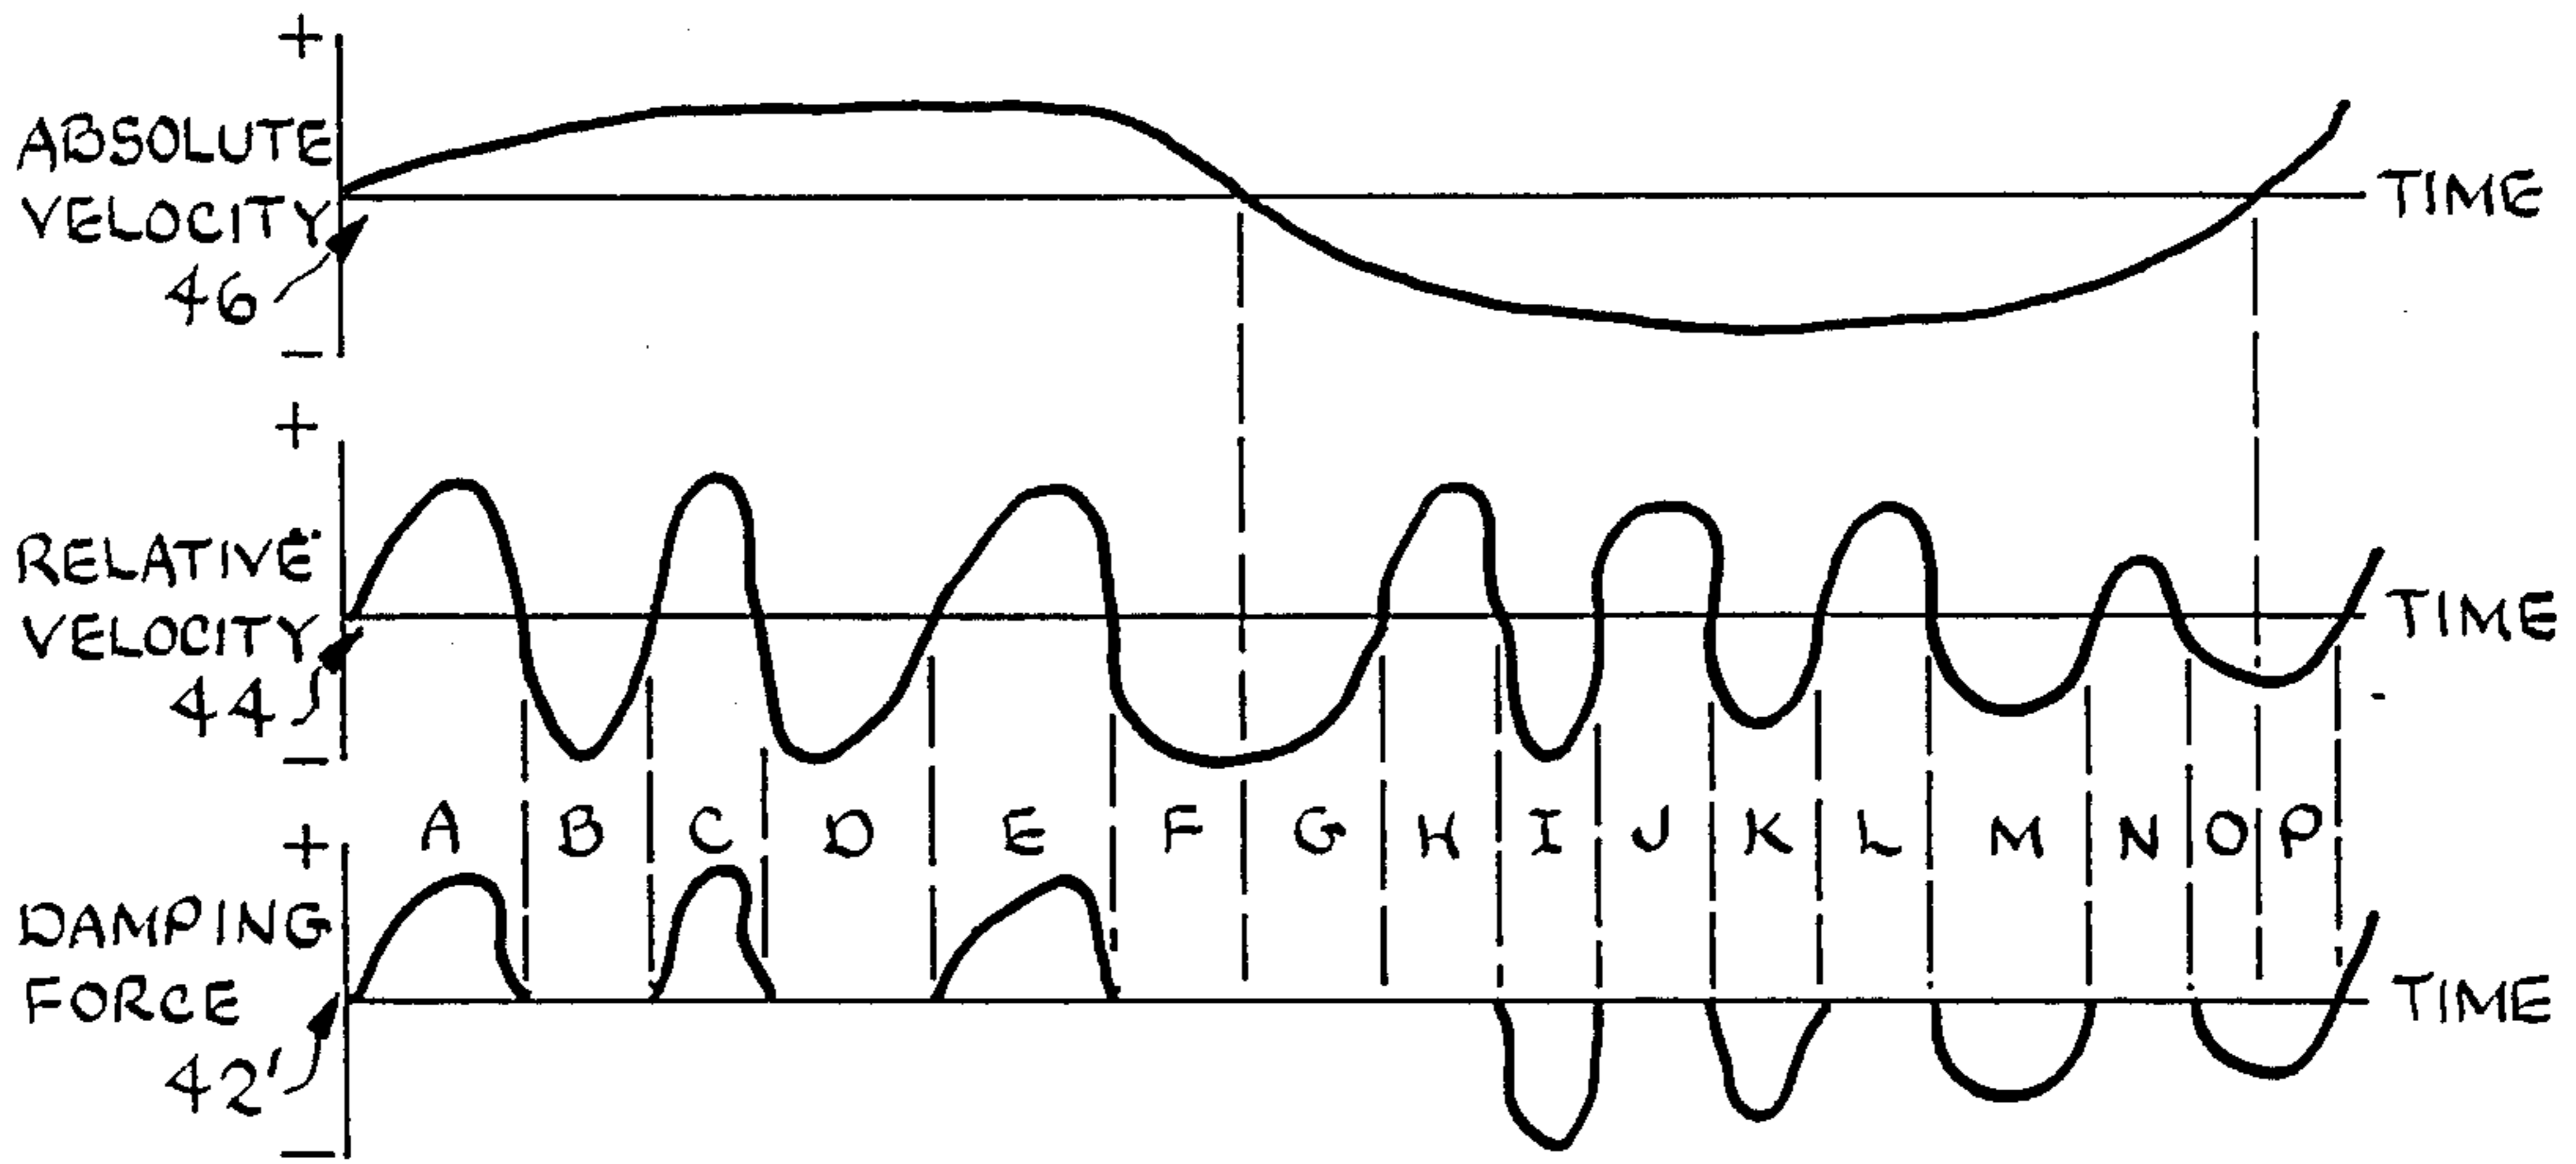 +
ABSOLUTE
VELOCITY
TIME
46
−
+
RELATIVE
VELOCITY
TIME
44
−
A B C D E F G H I J K L M N O P
+
DAMPING
FORCE
TIME
42'
−